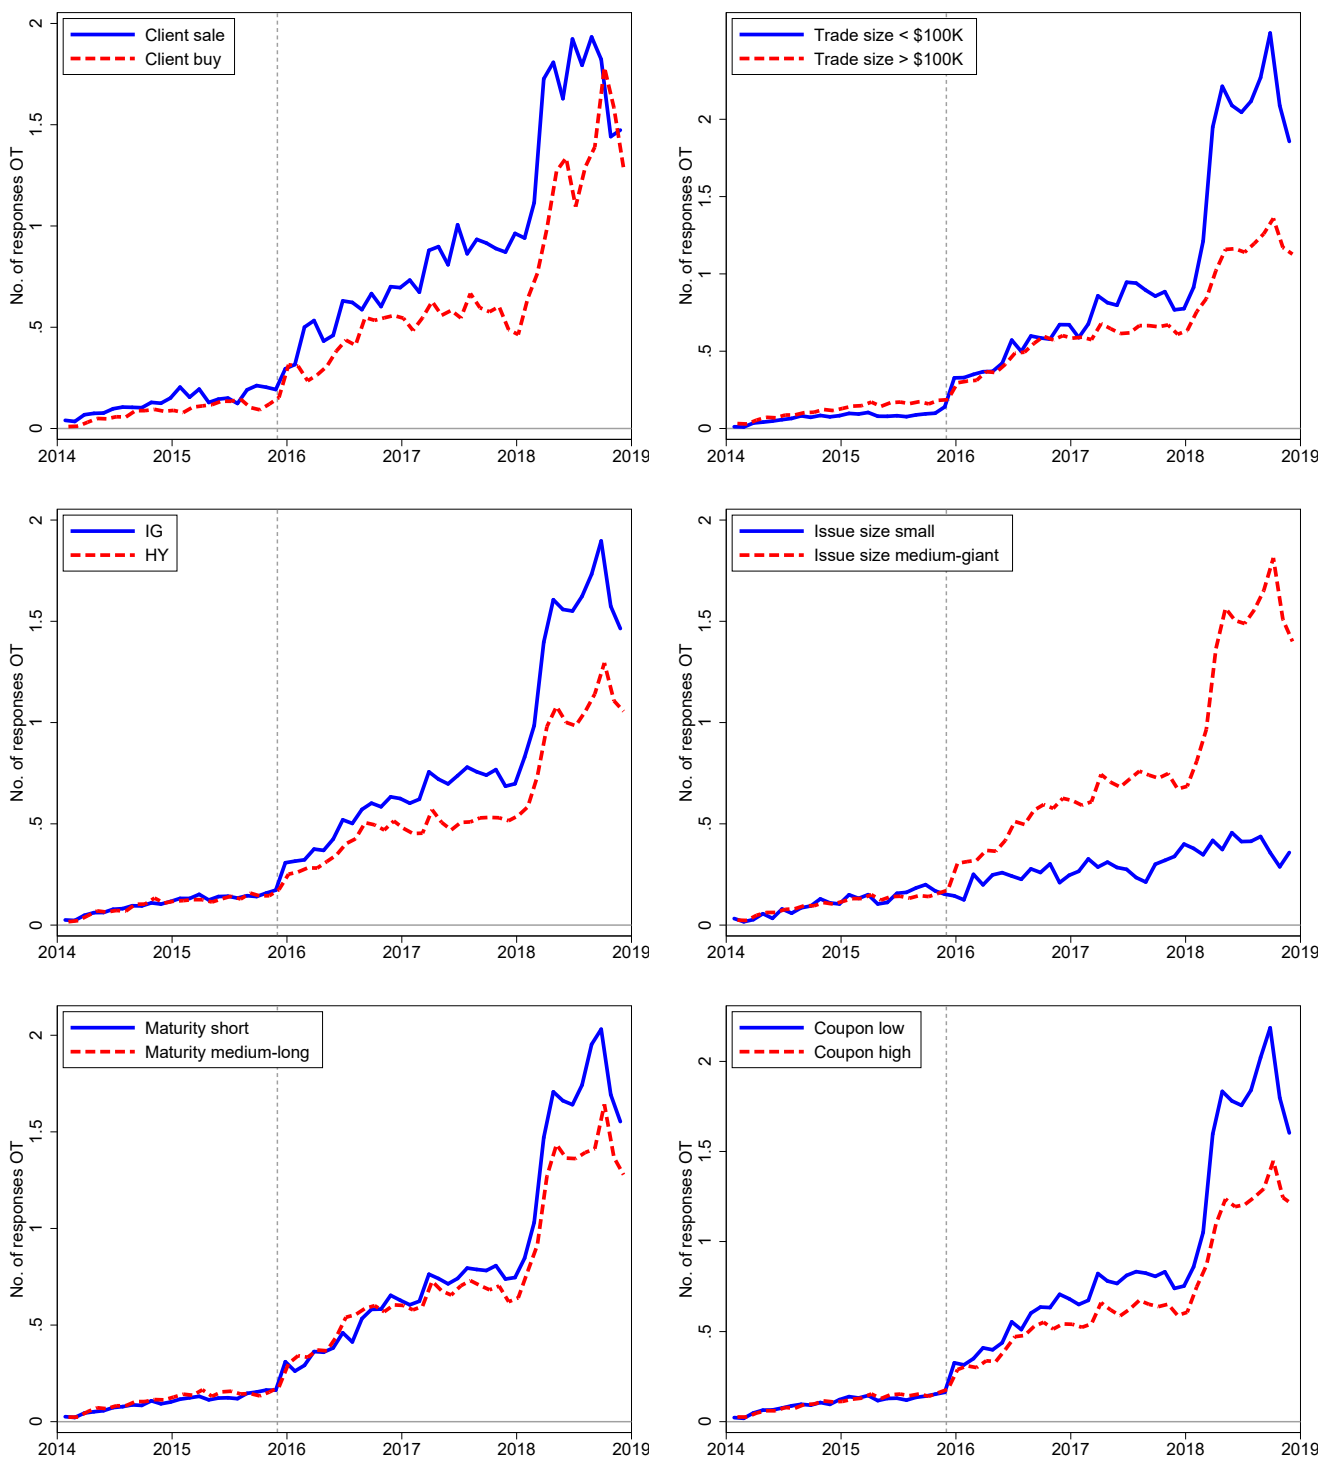 Client sale
Client buy
No. of responses OT
0 .5 1 1.5 2
2014 2015 2016 2017 2018 2019
Trade size < $100K
Trade size > $100K
No. of responses OT
0 .5 1 1.5 2
2014 2015 2016 2017 2018 2019
IG
HY
No. of responses OT
0 .5 1 1.5 2
2014 2015 2016 2017 2018 2019
Issue size small
Issue size medium-giant
No. of responses OT
0 .5 1 1.5 2
2014 2015 2016 2017 2018 2019
Maturity short
Maturity medium-long
No. of responses OT
0 .5 1 1.5 2
2014 2015 2016 2017 2018 2019
Coupon low
Coupon high
No. of responses OT
0 .5 1 1.5 2
2014 2015 2016 2017 2018 2019